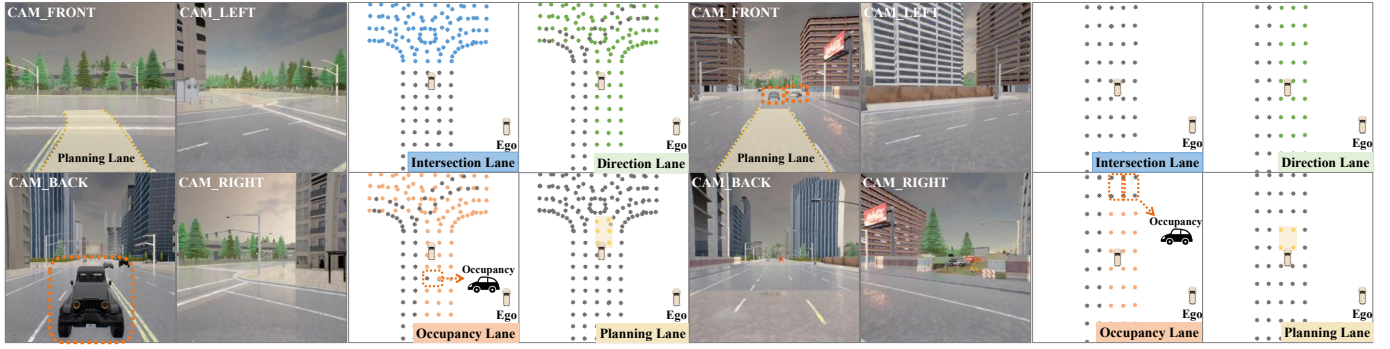 CAM_FRONT
CAM_LEFT
Planning Lane
Ego
Intersection Lane
Ego
Direction Lane
CAM_FRONT
CAM_LEFT
Planning Lane
Ego
Intersection Lane
Ego
Direction Lane
CAM_BACK
CAM_RIGHT
Occupancy
Ego
Occupancy Lane
Ego
Planning Lane
CAM_BACK
CAM_RIGHT
Occupancy
Ego
Occupancy Lane
Ego
Planning Lane